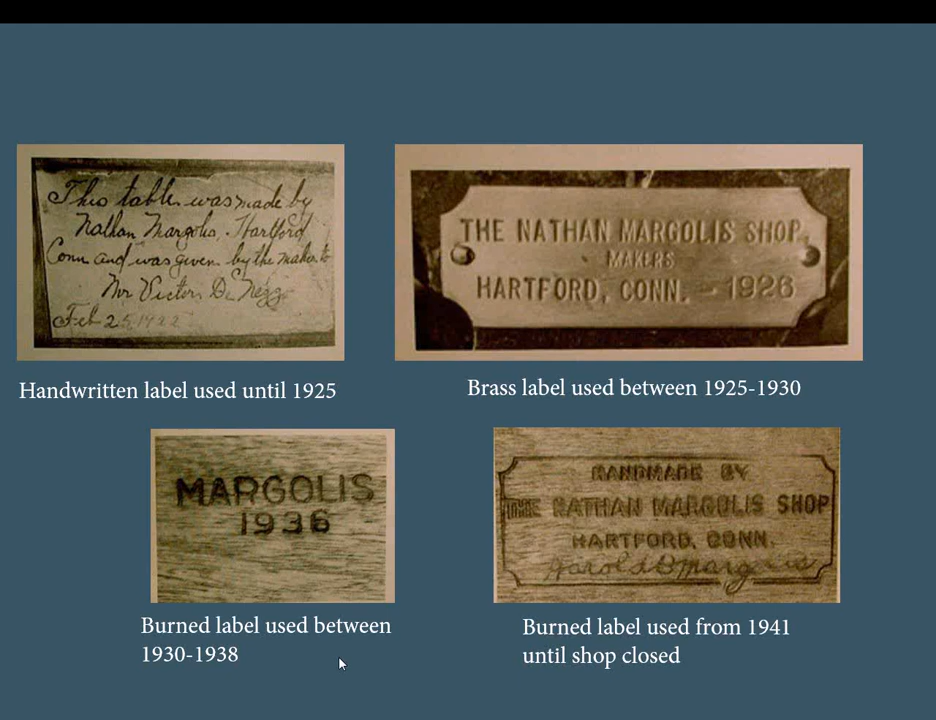 This table was made by
Nathan Margolis, Hartford
Conn and was given by the maker to
Mr Victor De Nezzo
Feb 25, 1922
THE NATHAN MARGOLIS SHOP
MAKERS
HARTFORD, CONN. - 1926
Handwritten label used until 1925
Brass label used between 1925-1930
MARGOLIS
1936
HANDMADE BY
THE NATHAN MARGOLIS SHOP
HARTFORD, CONN.
Harold B Margolis
Burned label used between
1930-1938
Burned label used from 1941
until shop closed